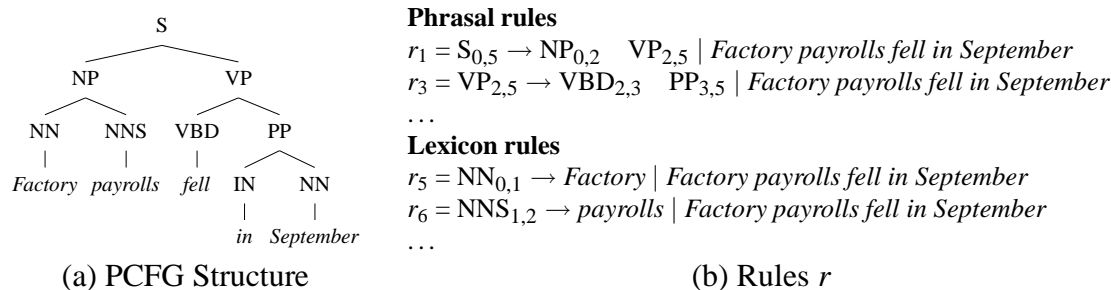 S
NP VP
NN NNS VBD PP
Factory payrolls fell IN NN
in September
(a) PCFG Structure
Phrasal rules
r₁ = S₀,₅ → NP₀,₂ VP₂,₅ | Factory payrolls fell in September
r₃ = VP₂,₅ → VBD₂,₃ PP₃,₅ | Factory payrolls fell in September
...
Lexicon rules
r₅ = NN₀,₁ → Factory | Factory payrolls fell in September
r₆ = NNS₁,₂ → payrolls | Factory payrolls fell in September
...
(b) Rules r